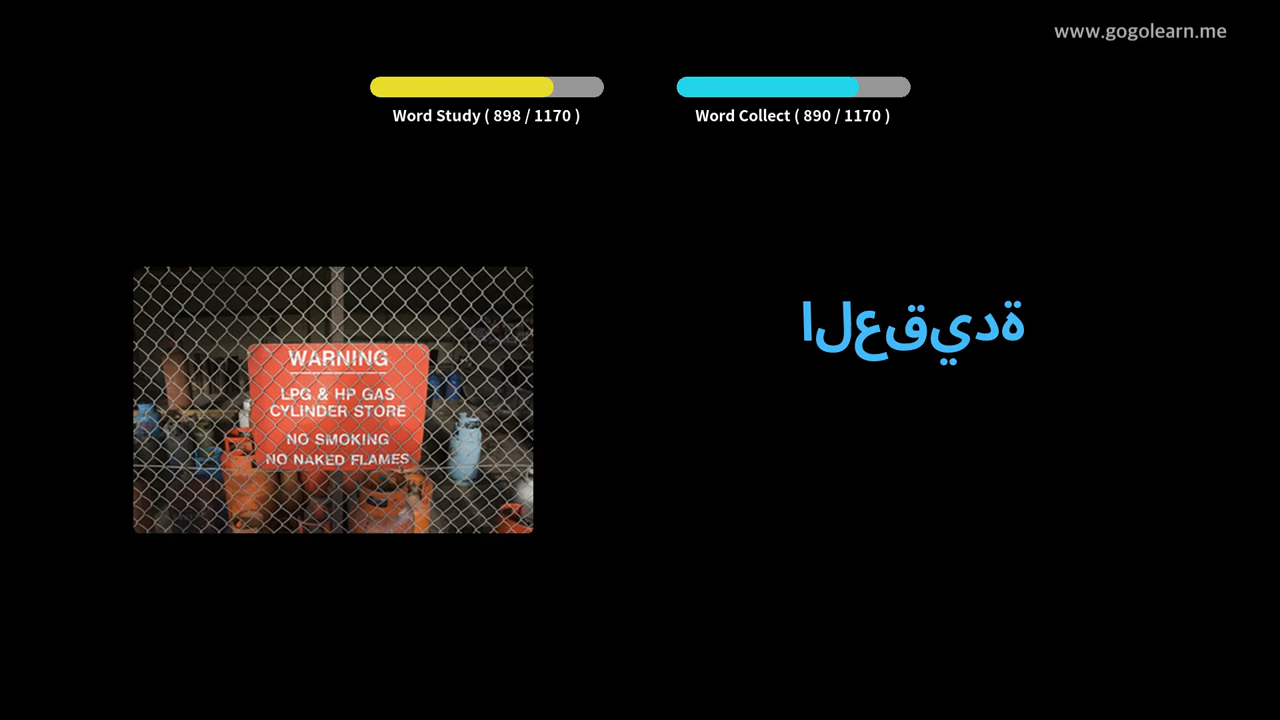 www.gogolearn.me
Word Study ( 898 / 1170 )
Word Collect ( 890 / 1170 )
ةديقعلا
WARNING
LPG & HP GAS
CYLINDER STORE
NO SMOKING
NO NAKED FLAMES